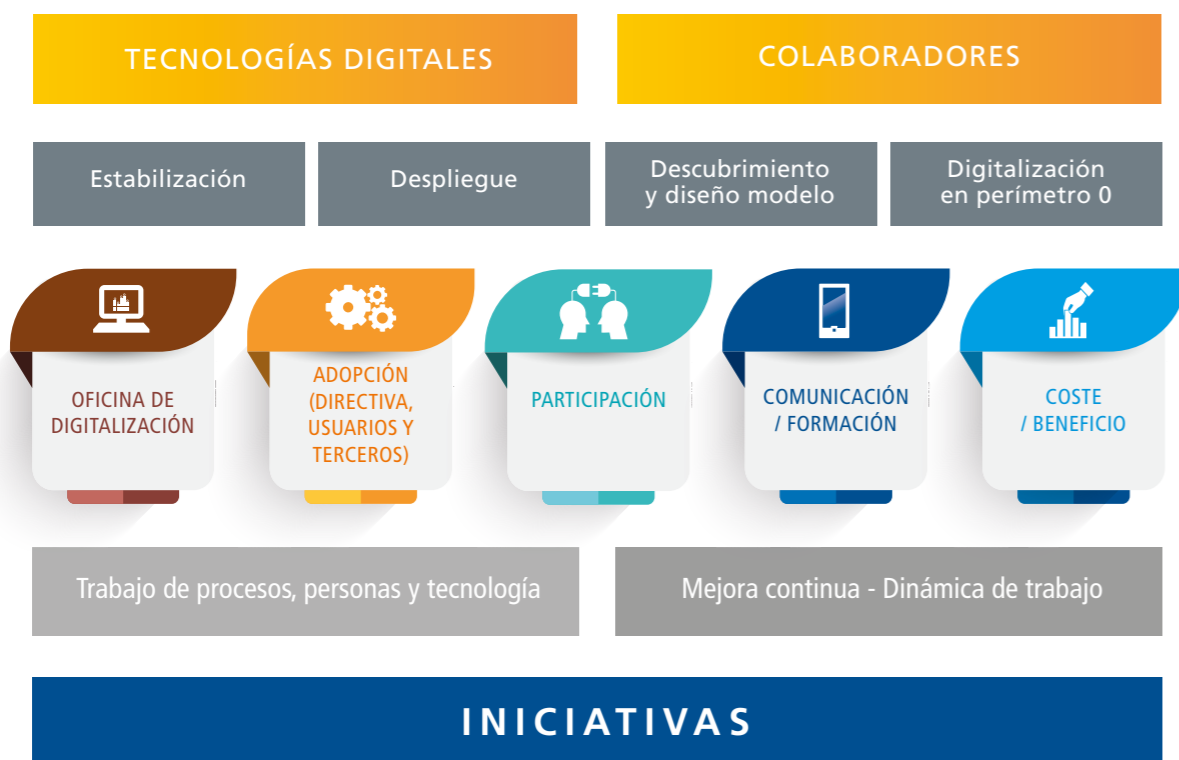 TECNOLOGÍAS DIGITALES
COLABORADORES
Estabilización
Despliegue
Descubrimiento
y diseño modelo
Digitalización
en perímetro 0
OFICINA DE
DIGITALIZACIÓN
ADOPCIÓN
(DIRECTIVA,
USUARIOS Y
TERCEROS)
PARTICIPACIÓN
COMUNICACIÓN
/ FORMACIÓN
COSTE
/ BENEFICIO
Trabajo de procesos, personas y tecnología
Mejora continua - Dinámica de trabajo
INICIATIVAS